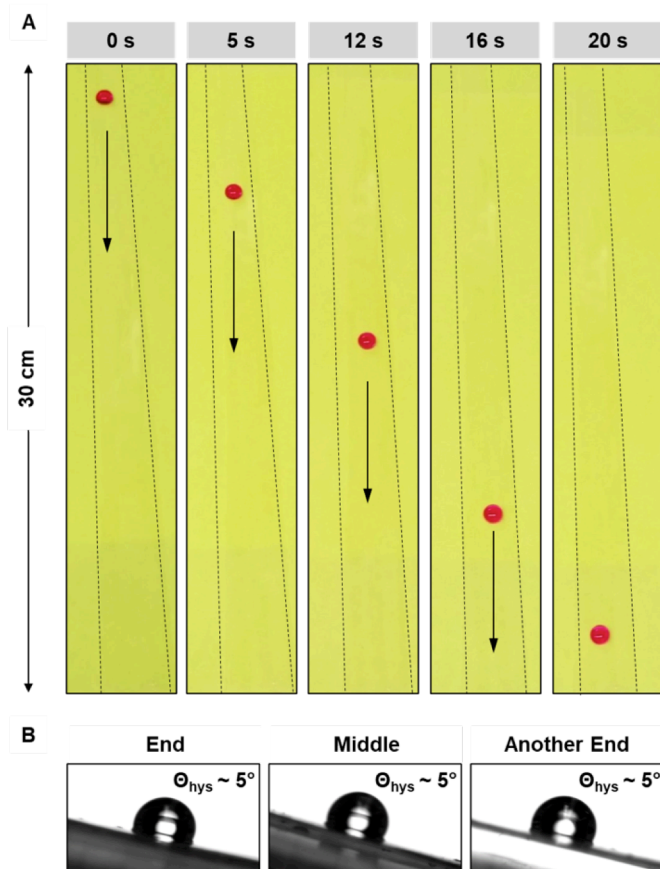 A
0 s 5 s 12 s 16 s 20 s
30 cm
B
End Middle Another End
Θhys ~ 5° Θhys ~ 5° Θhys ~ 5°